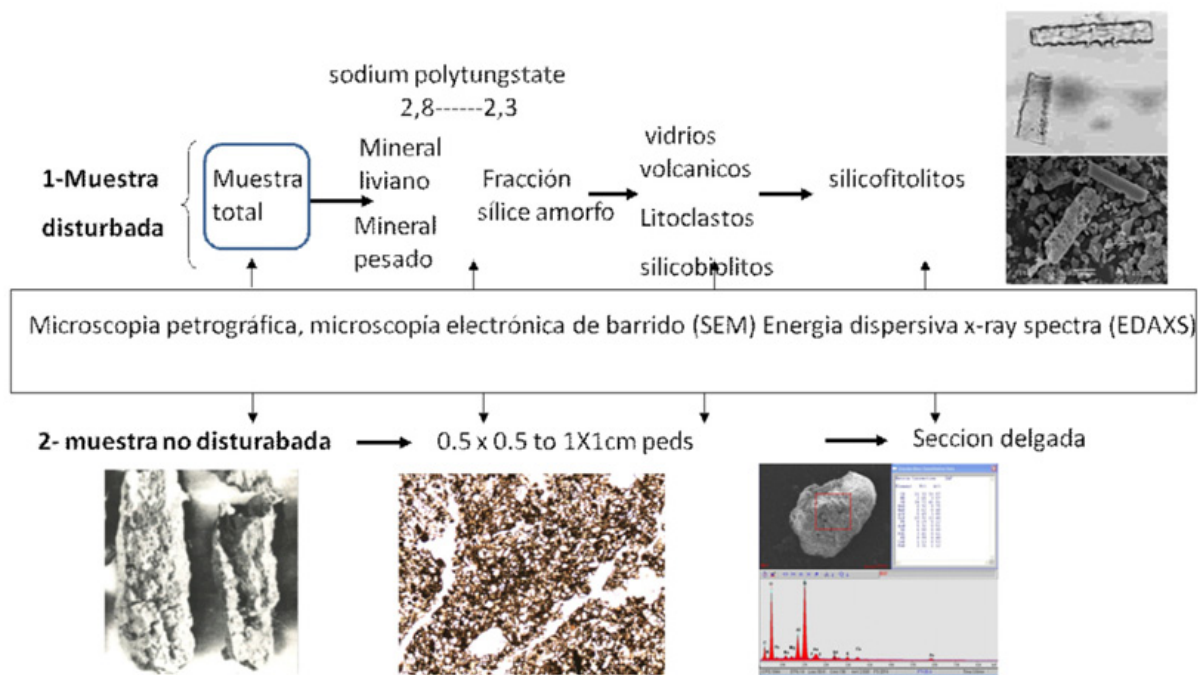 sodium polytungstate
2,8------2,3
1-Muestra
disturbada
Muestra
total
Mineral
liviano
Mineral
pesado
Fracción
sílice amorfo
vidrios
volcanicos
Litoclastos
silicobiolitos
silicofitolitos
Microscopia petrográfica, microscopía electrónica de barrido (SEM) Energia dispersiva x-ray spectra (EDAXS)
2- muestra no disturabada
0.5 x 0.5 to 1X1cm peds
Seccion delgada